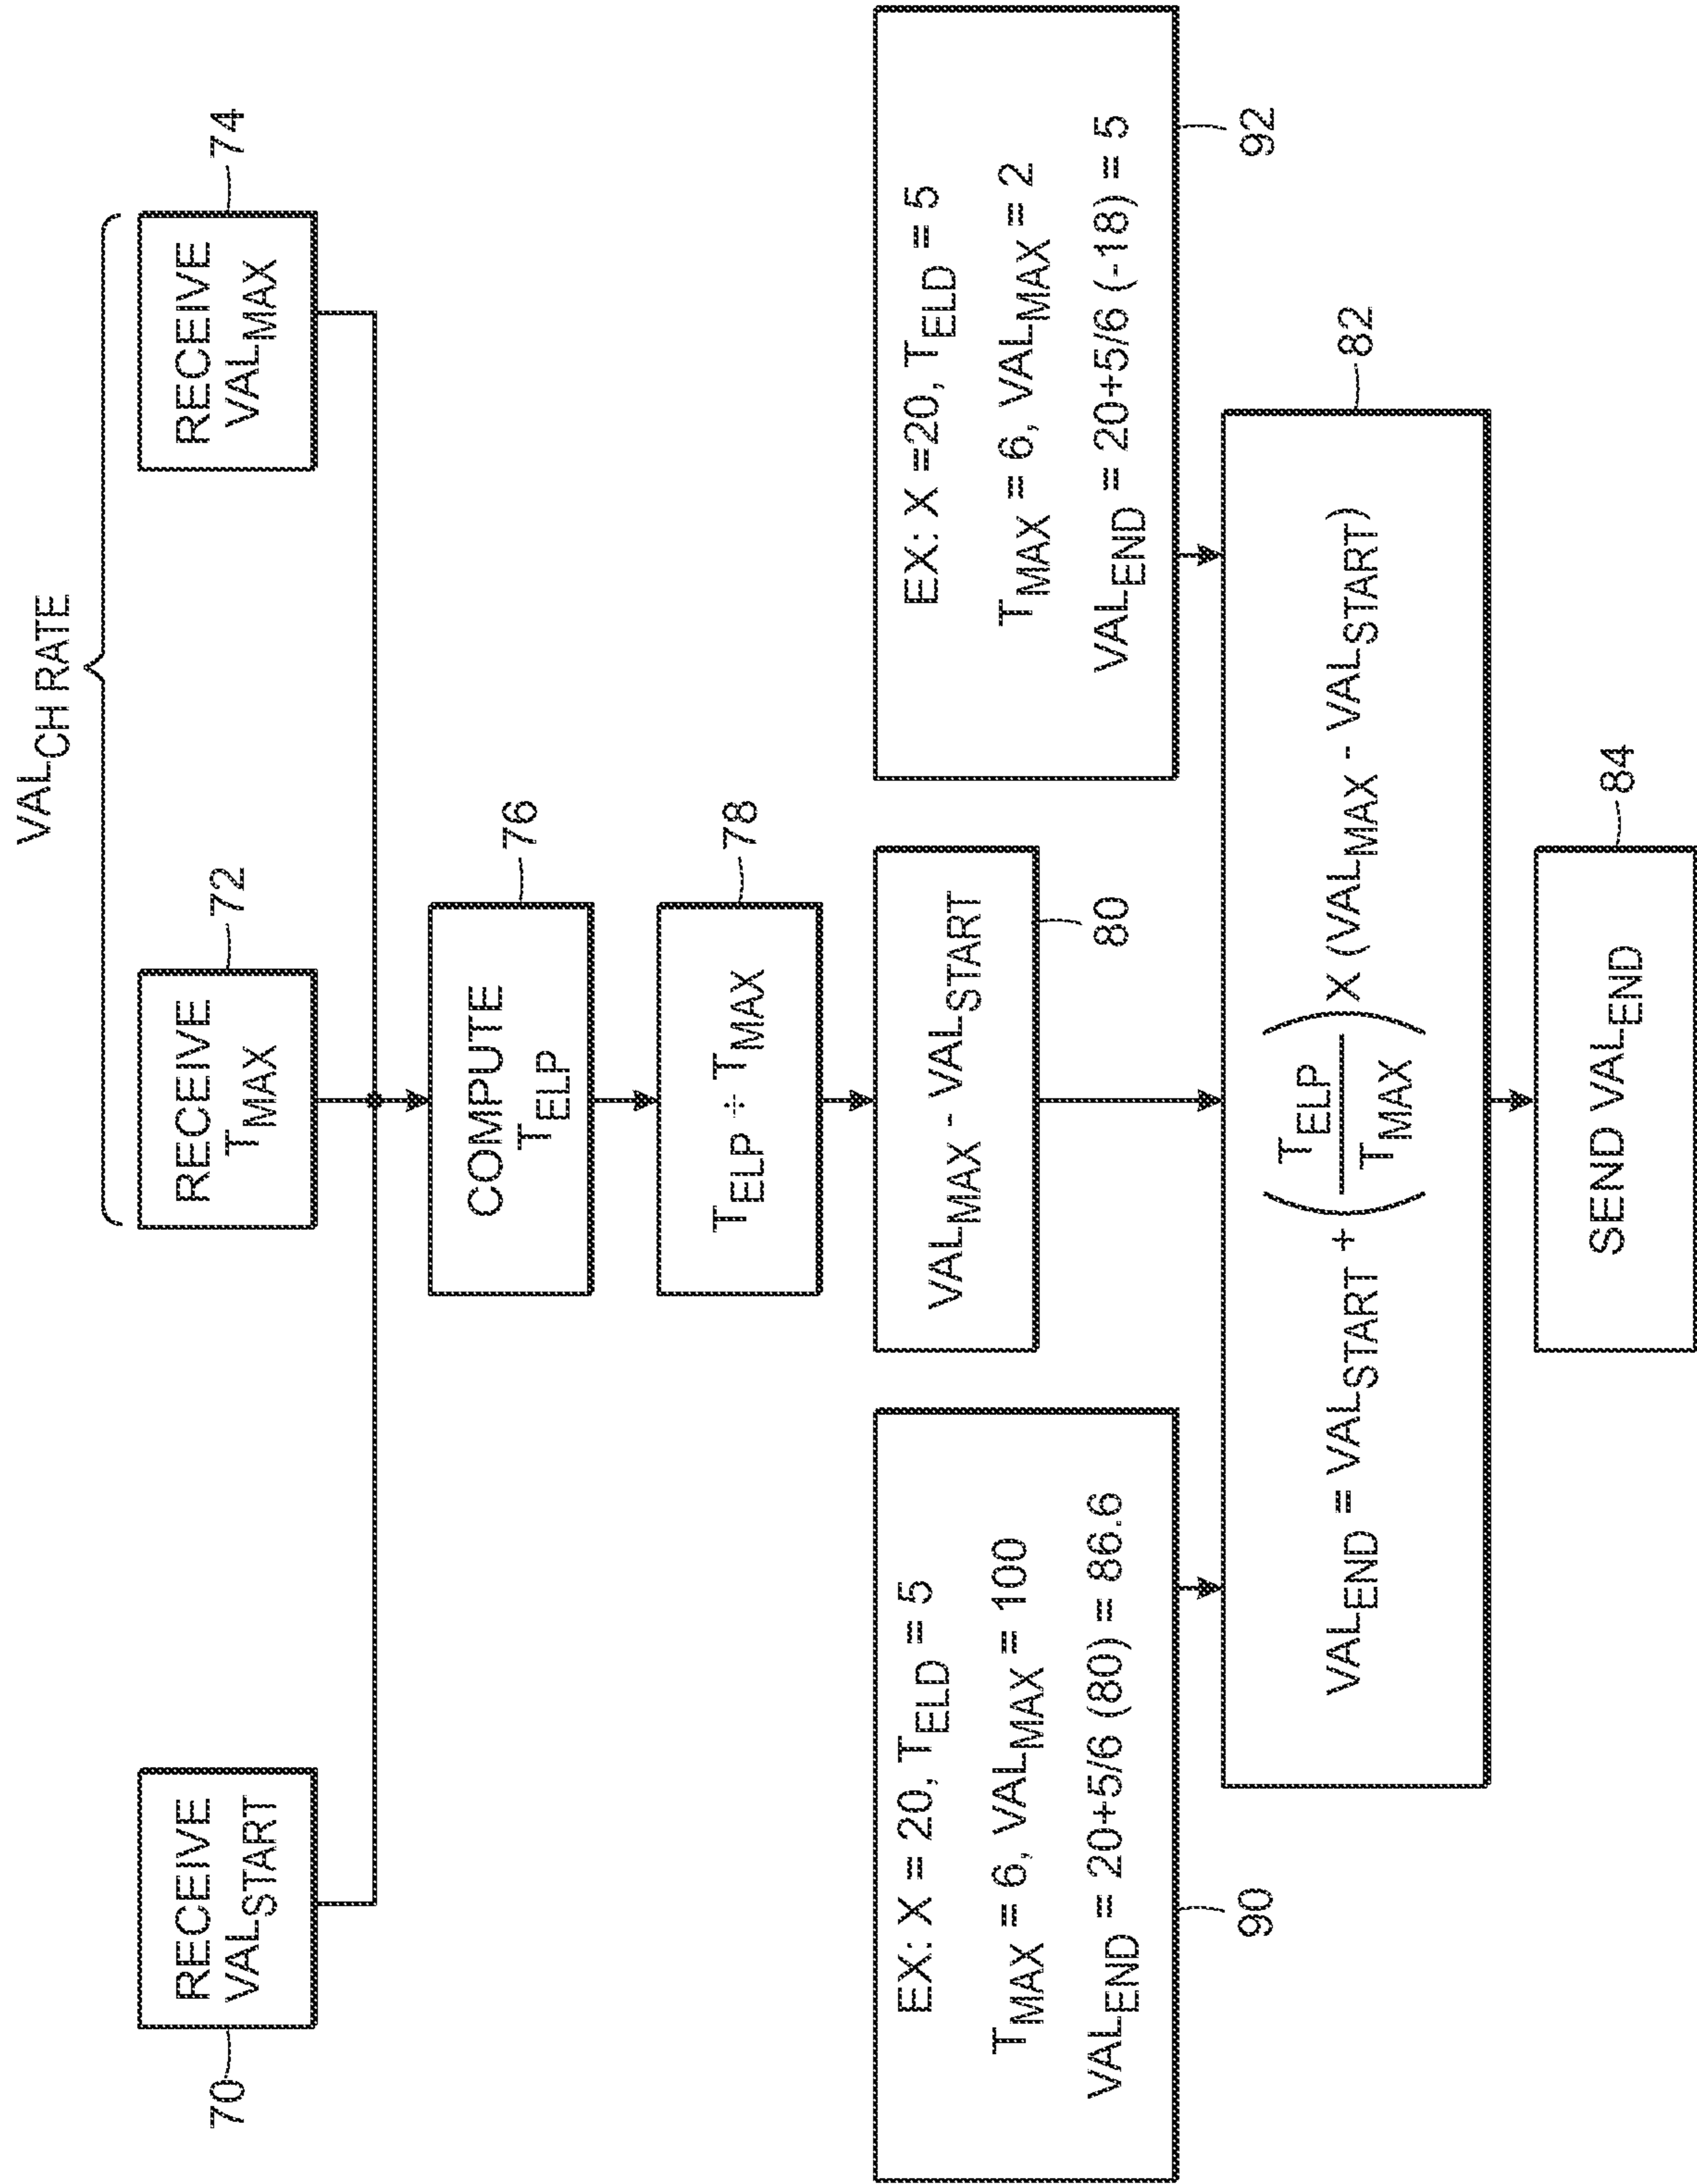 VAL_CH RATE
70
RECEIVE
VAL_START
72
RECEIVE
T_MAX
74
RECEIVE
VAL_MAX
76
COMPUTE
T_ELP
78
T_ELP ÷ T_MAX
EX: X = 20, T_ELD = 5
T_MAX = 6, VAL_MAX = 100
VAL_END = 20+5/6 (80) = 86.6
90
VAL_MAX - VAL_START
80
EX: X =20, T_ELD = 5
T_MAX = 6, VAL_MAX = 2
VAL_END = 20+5/6 (-18) = 5
92
VAL_END = VAL_START + (T_ELP / T_MAX) X (VAL_MAX - VAL_START)
82
SEND VAL_END
84